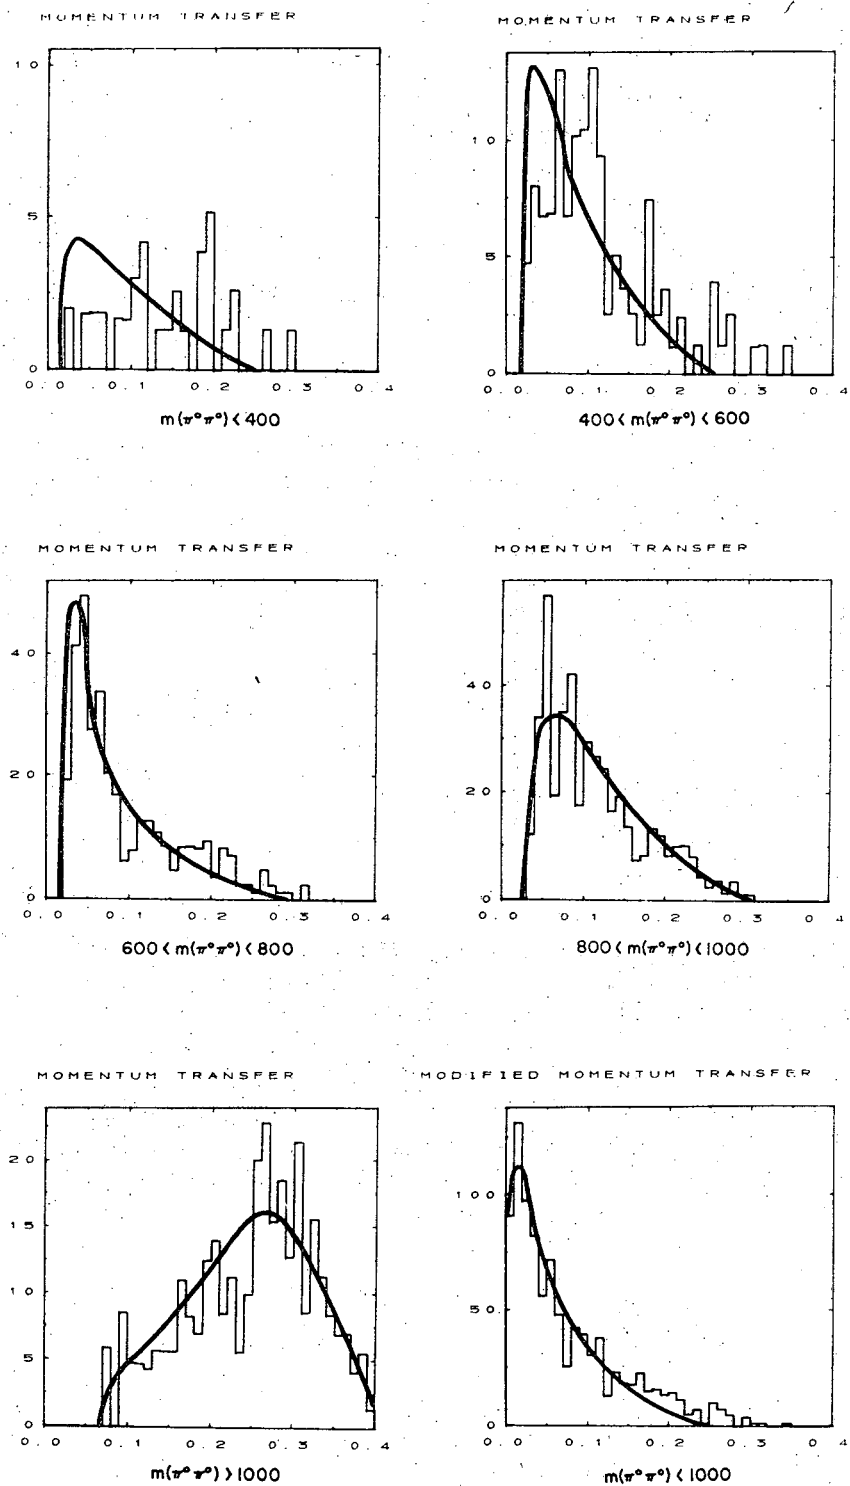 MOMENTUM TRANSFER
10
5
0
0.0 0.1 0.2 0.3 0.4
m(π°π°)<400
MOMENTUM TRANSFER
10
5
0
0.0 0.1 0.2 0.3 0.4
400<m(π°π°)<600
MOMENTUM TRANSFER
40
20
0
0.0 0.1 0.2 0.3 0.4
600<m(π°π°)<800
MOMENTUM TRANSFER
40
20
0
0.0 0.1 0.2 0.3 0.4
800<m(π°π°)<1000
MOMENTUM TRANSFER
20
15
10
5
0
0.0 0.1 0.2 0.3 0.4
m(π°π°)>1000
MODIFIED MOMENTUM TRANSFER
100
50
0
0.0 0.1 0.2 0.3 0.4
m(π°π°)<1000